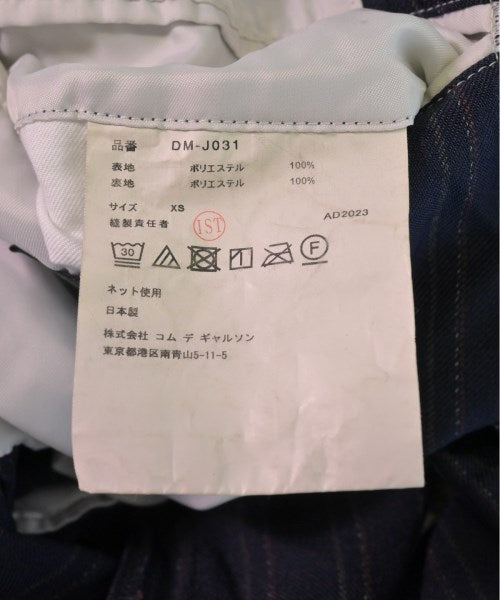 品番 DM-J031
表地 ポリエステル 100%
裏地 ポリエステル 100%
サイズ XS
縫製責任者 IST AD2023
30 F
ネット使用
日本製
株式会社 コム デ ギャルソン
東京都港区南青山5-11-5